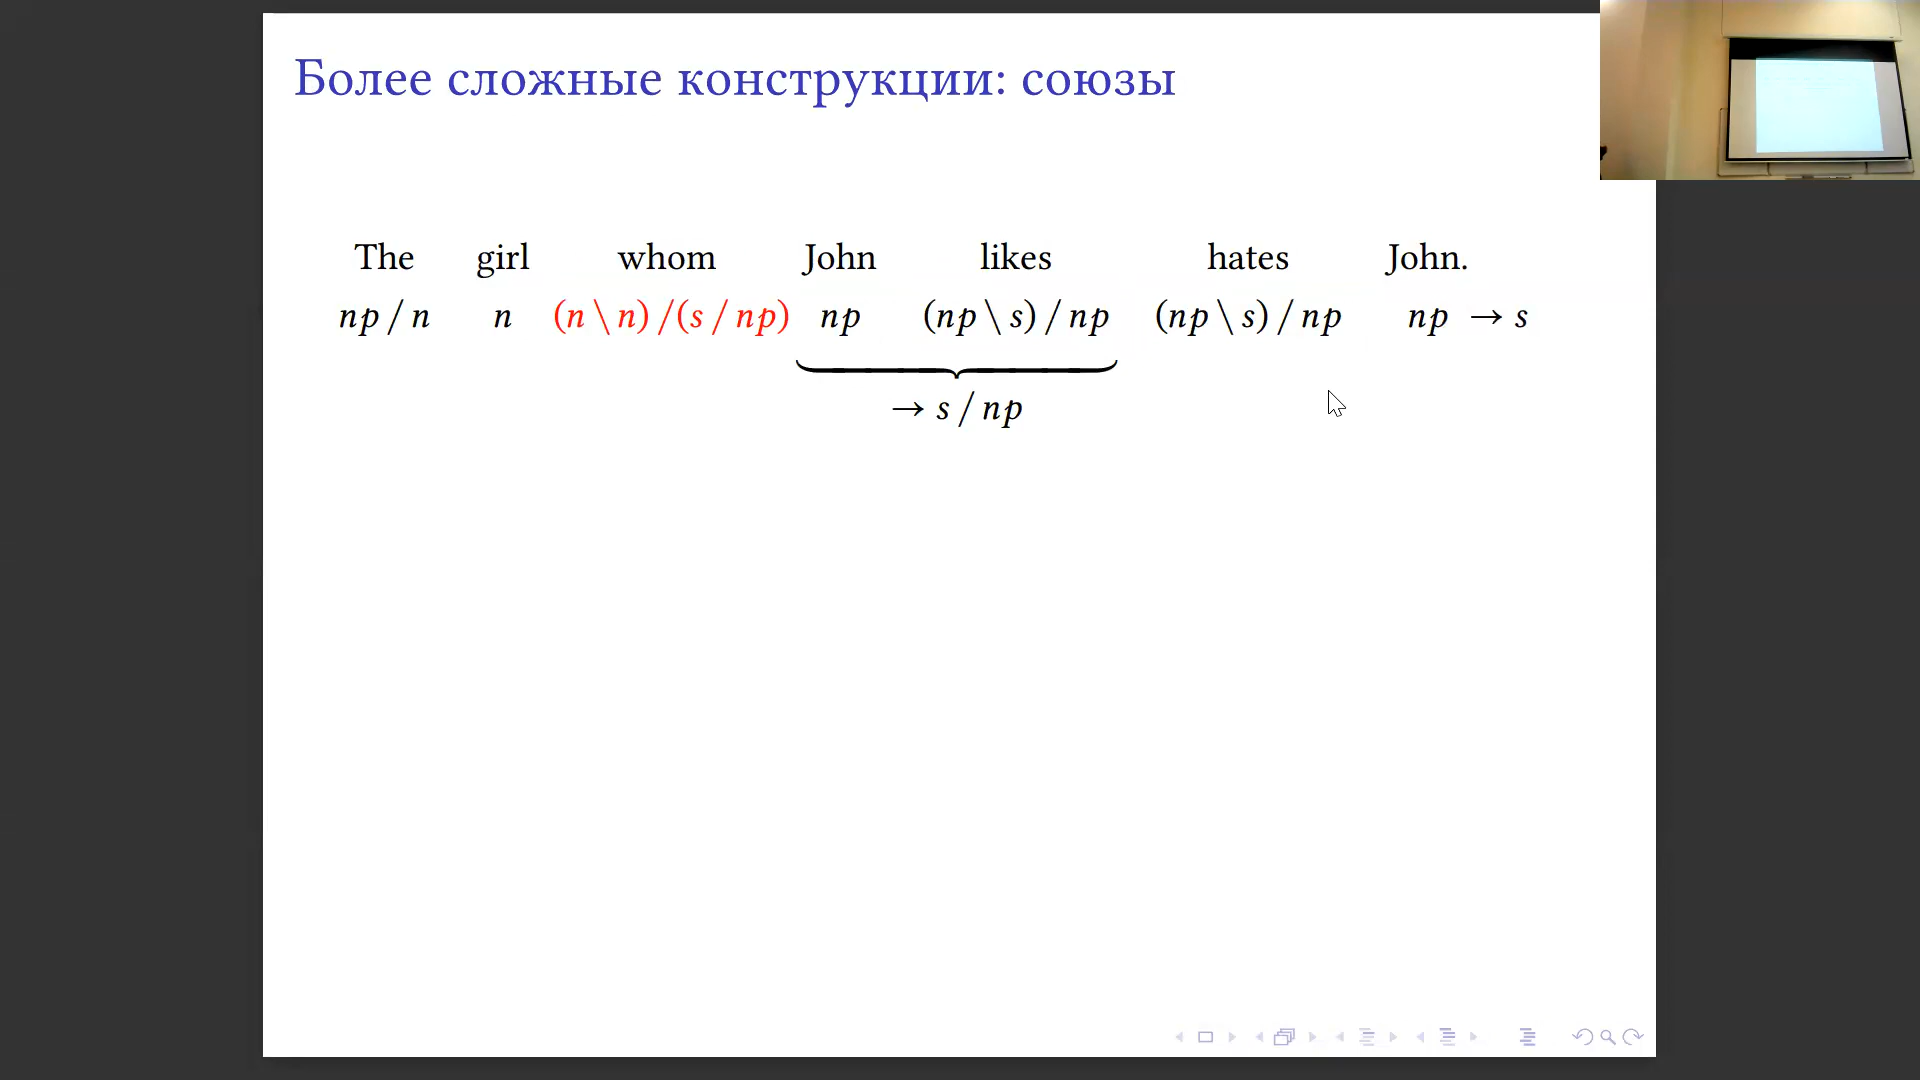 Более сложные конструкции: союзы
The girl whom John likes hates John.
np / n n (n \ n) / (s / np) np (np \ s) / np (np \ s) / np np → s
→ s / np